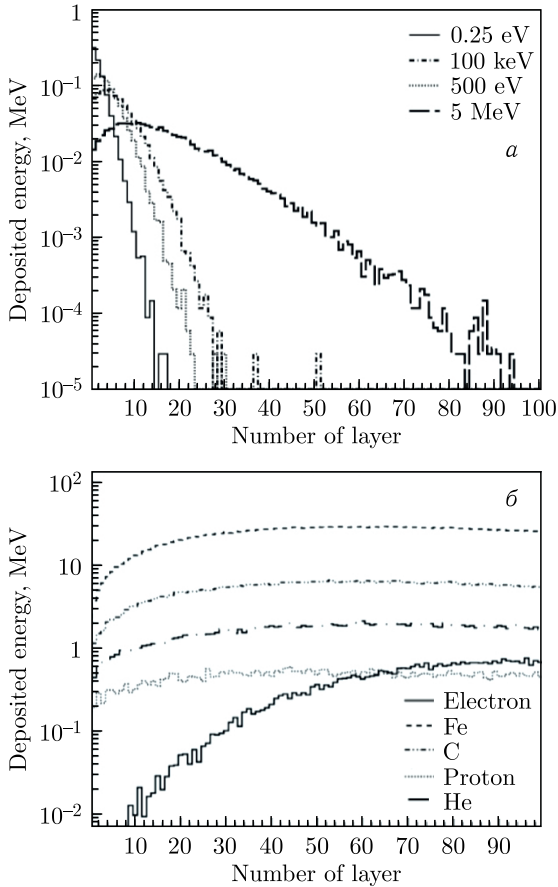 1
10⁻¹
10⁻²
10⁻³
10⁻⁴
10⁻⁵
Deposited energy, MeV
0.25 eV
100 keV
500 eV
5 MeV
а
10 20 30 40 50 60 70 80 90 100
Number of layer
10²
10
1
10⁻¹
10⁻²
Deposited energy, MeV
б
Electron
Fe
C
Proton
He
10 20 30 40 50 60 70 80 90
Number of layer